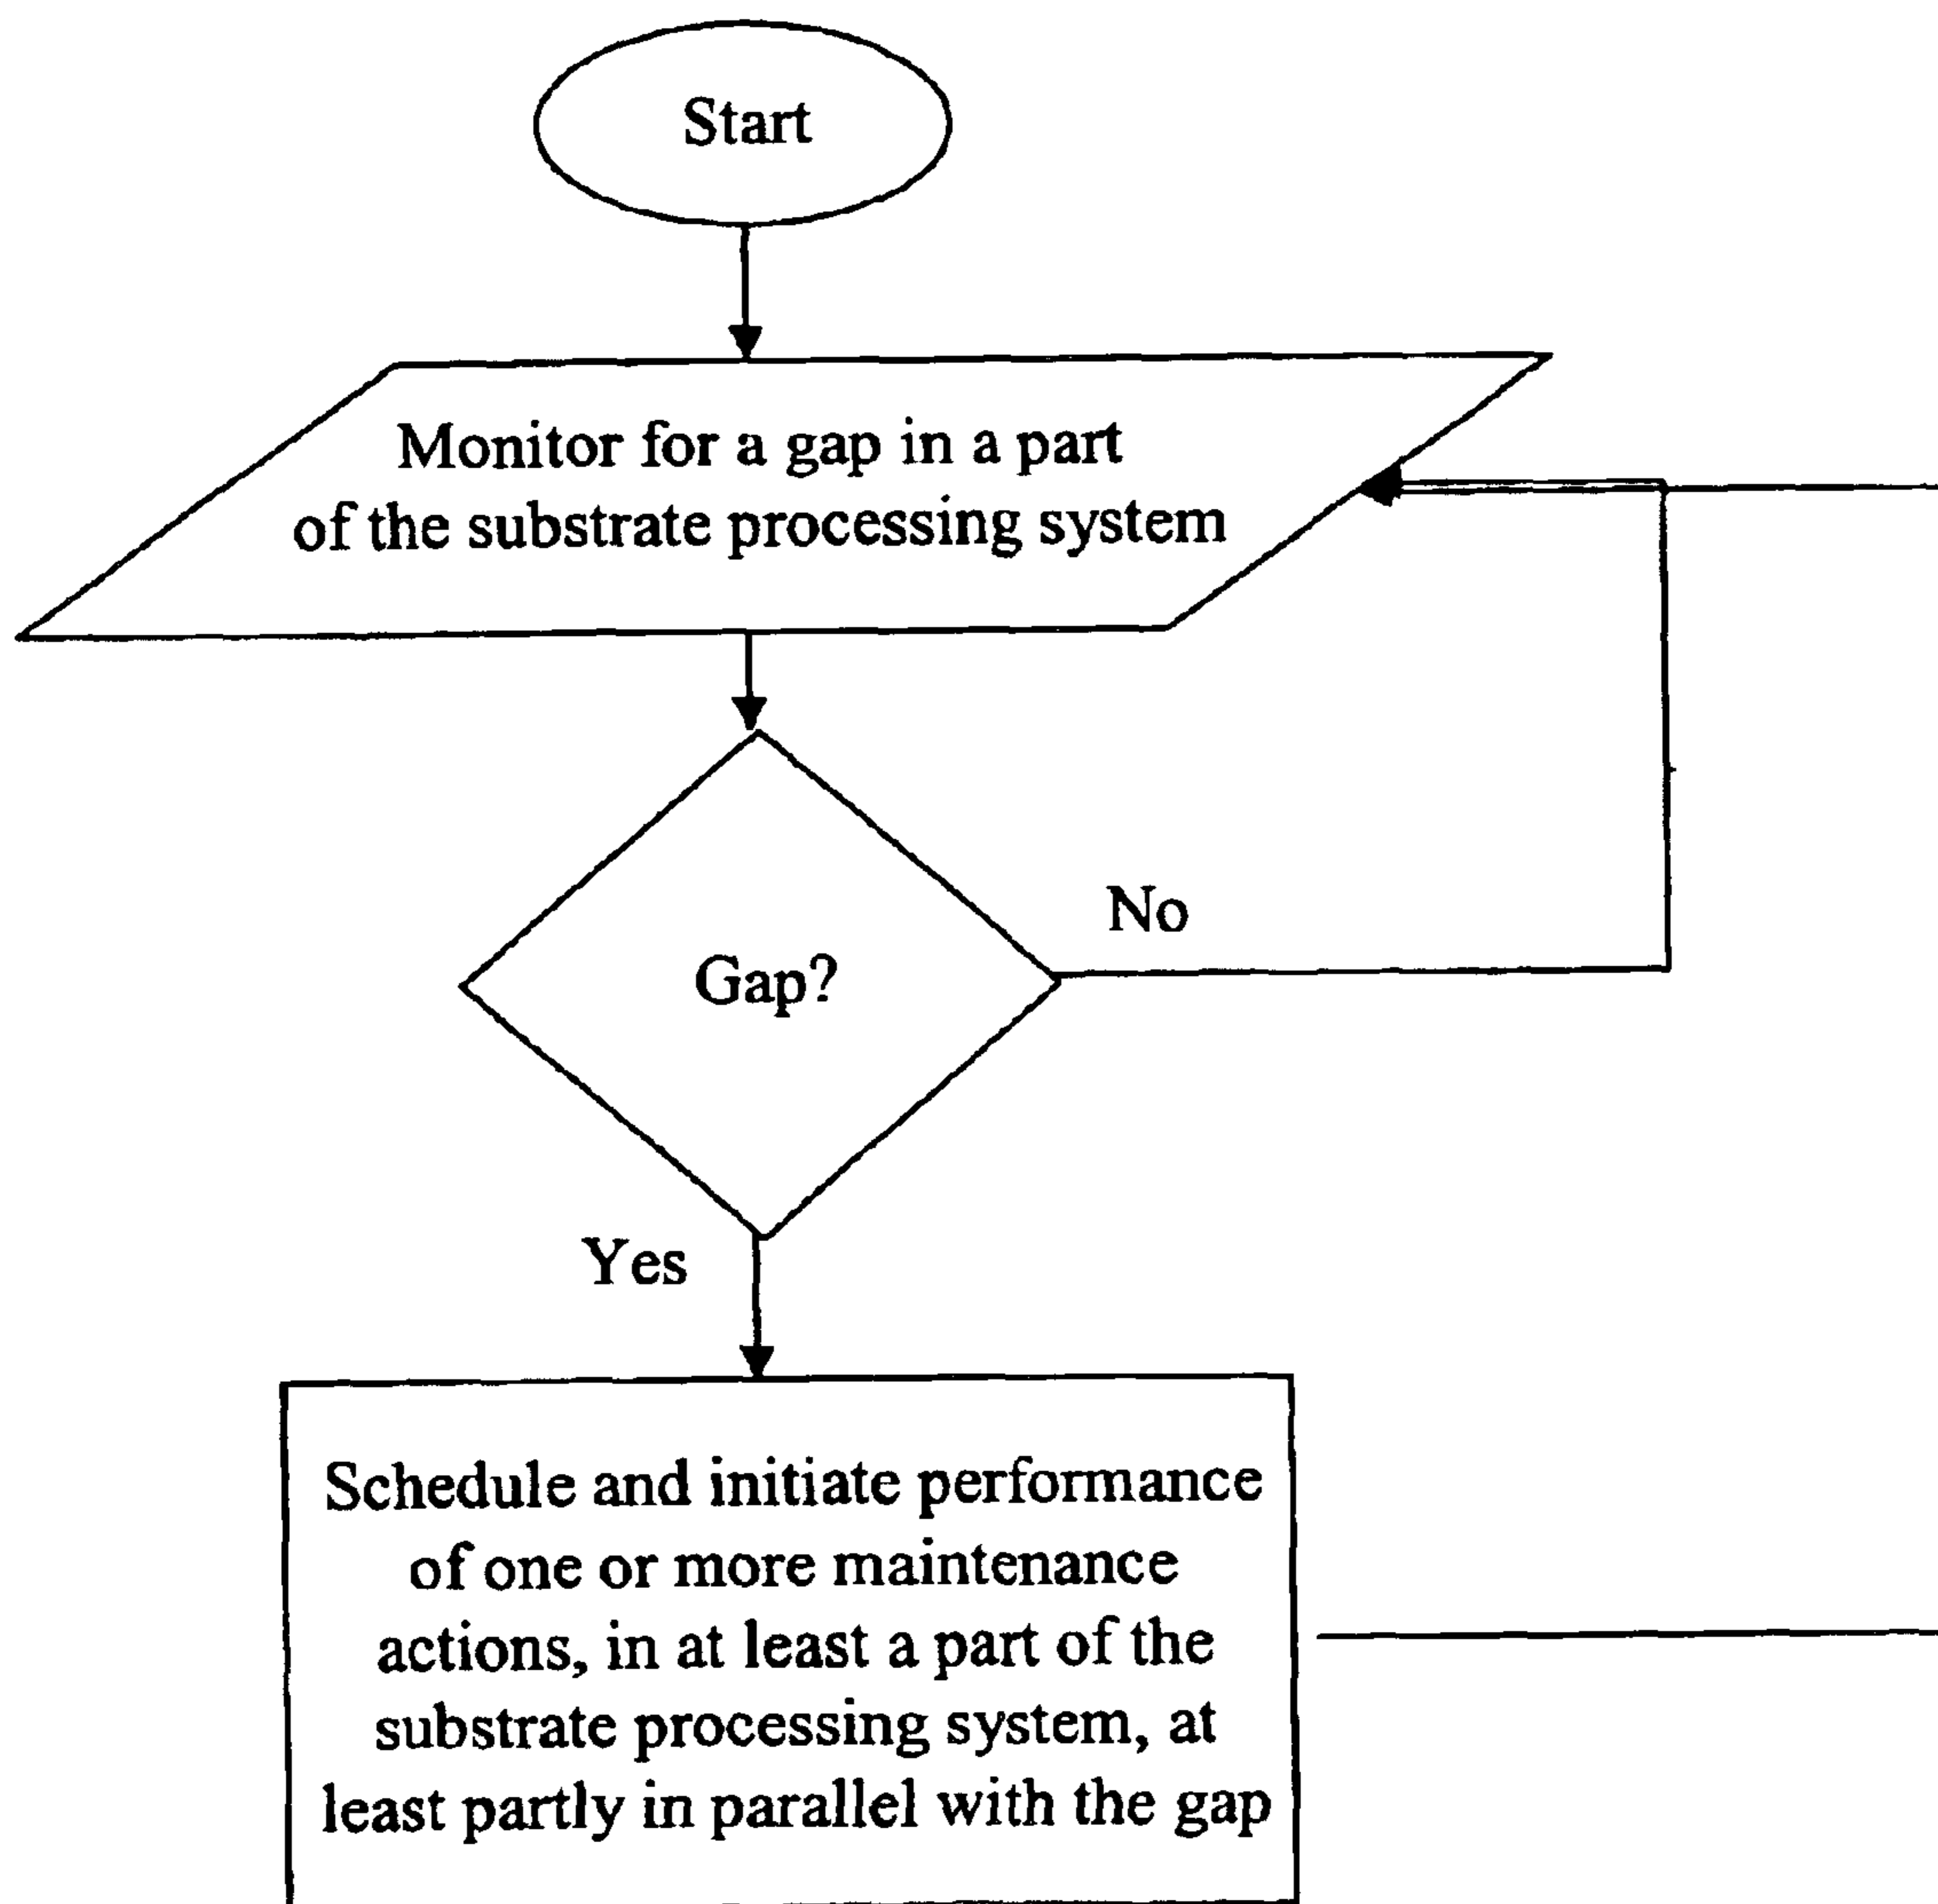 Start
Monitor for a gap in a part
of the substrate processing system
Gap?
No
Yes
Schedule and initiate performance
of one or more maintenance
actions, in at least a part of the
substrate processing system, at
least partly in parallel with the gap